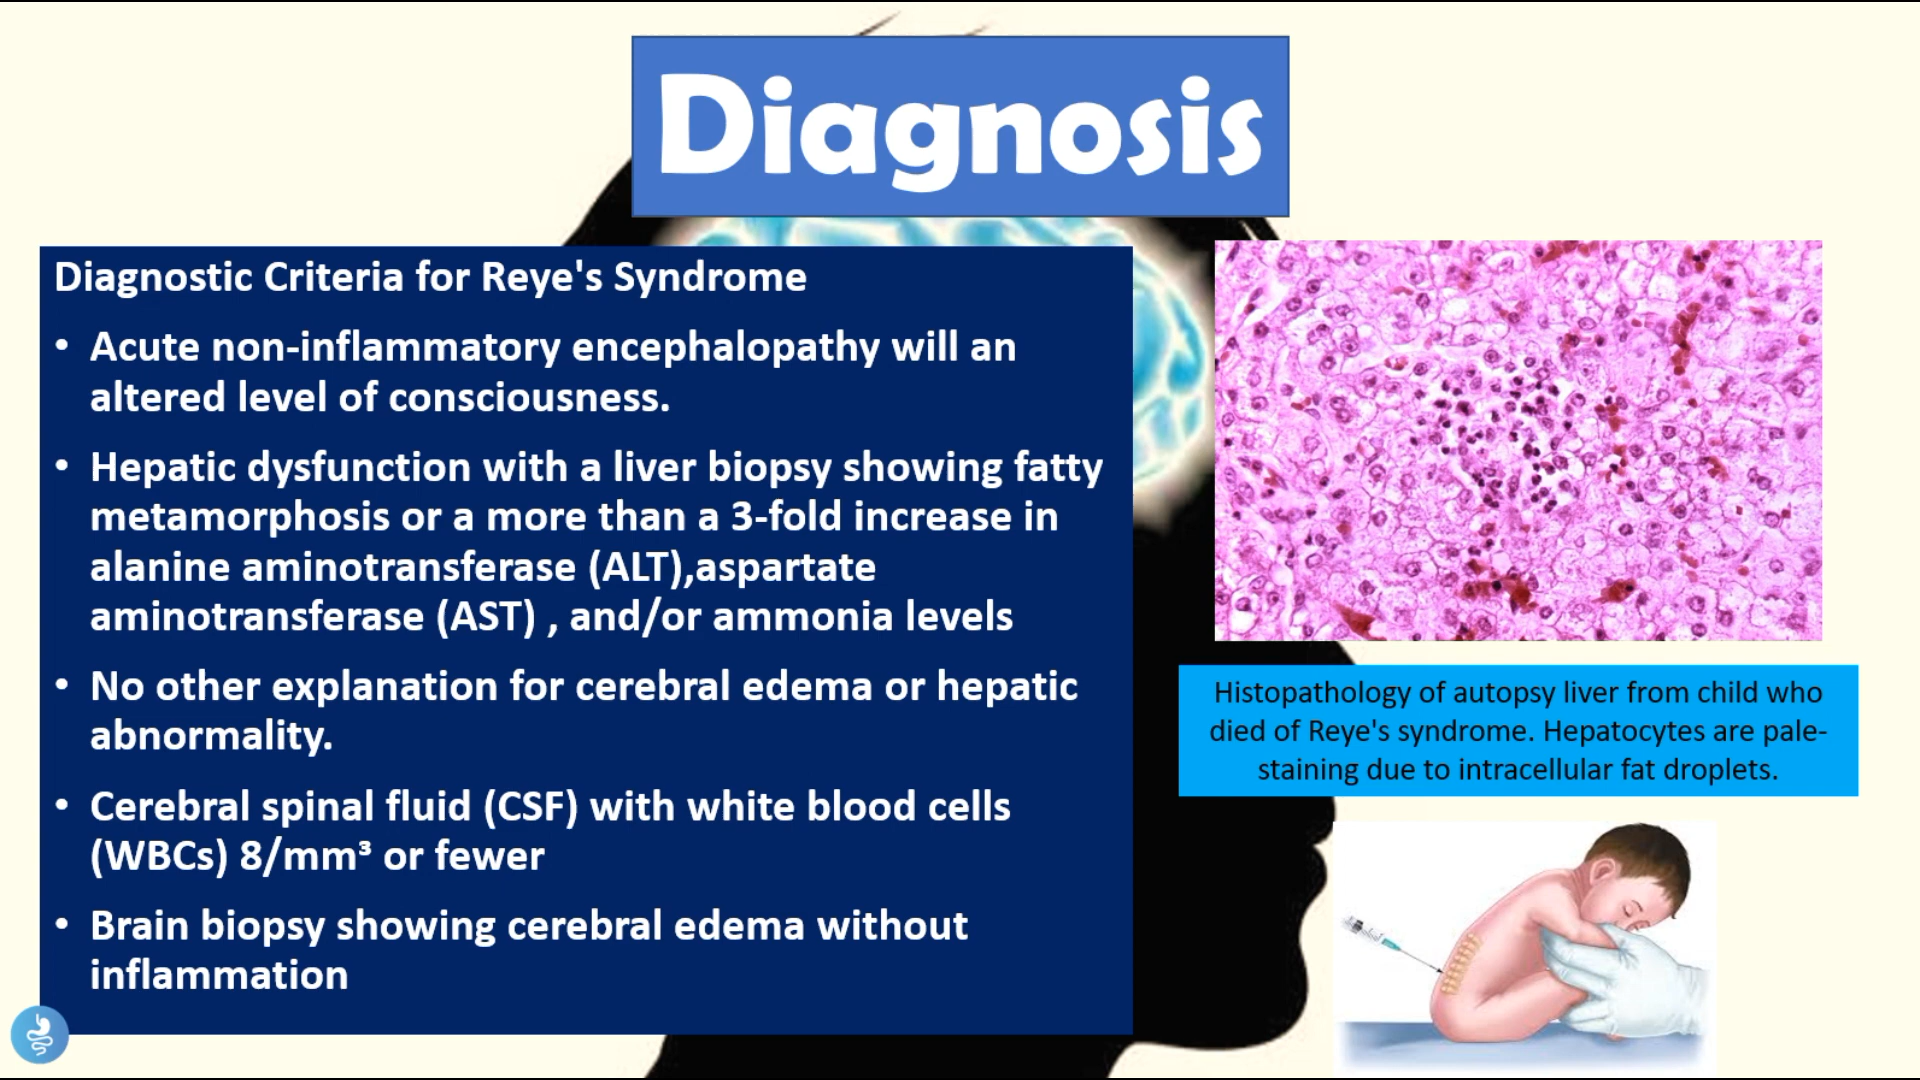 Diagnosis
Diagnostic Criteria for Reye's Syndrome
• Acute non-inflammatory encephalopathy will an
altered level of consciousness.
• Hepatic dysfunction with a liver biopsy showing fatty
metamorphosis or a more than a 3-fold increase in
alanine aminotransferase (ALT),aspartate
aminotransferase (AST) , and/or ammonia levels
• No other explanation for cerebral edema or hepatic
abnormality.
• Cerebral spinal fluid (CSF) with white blood cells
(WBCs) 8/mm³ or fewer
• Brain biopsy showing cerebral edema without
inflammation
Histopathology of autopsy liver from child who
died of Reye's syndrome. Hepatocytes are pale-
staining due to intracellular fat droplets.